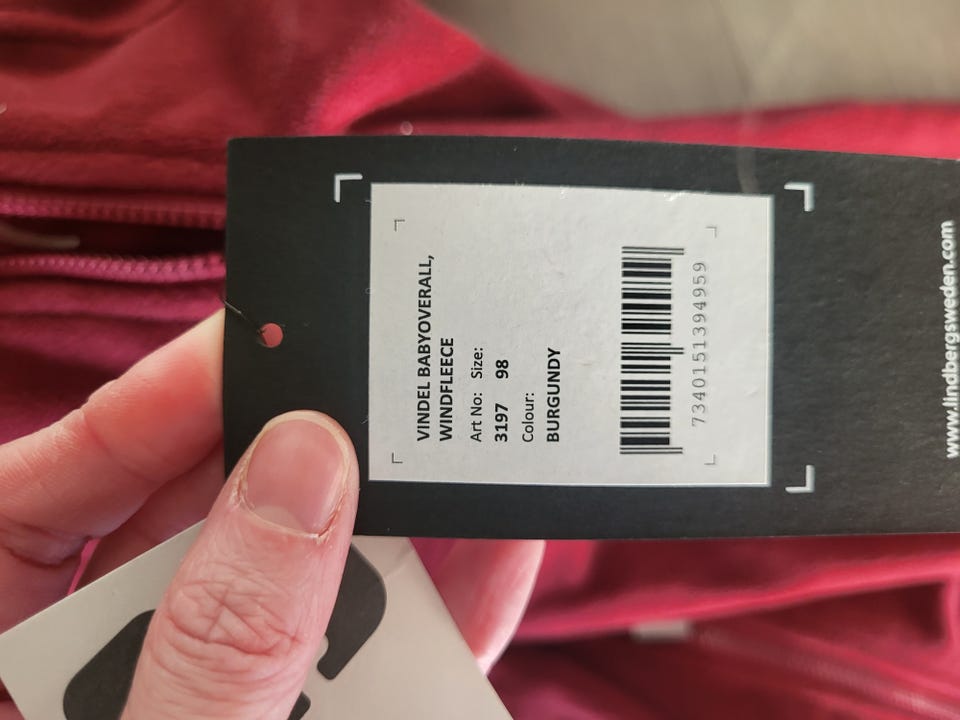 VINDEL BABYOVERALL,
WINDFLEECE
Art No: Size:
3197 98
Colour:
BURGUNDY
7340151394959
www.lindbergsweden.com